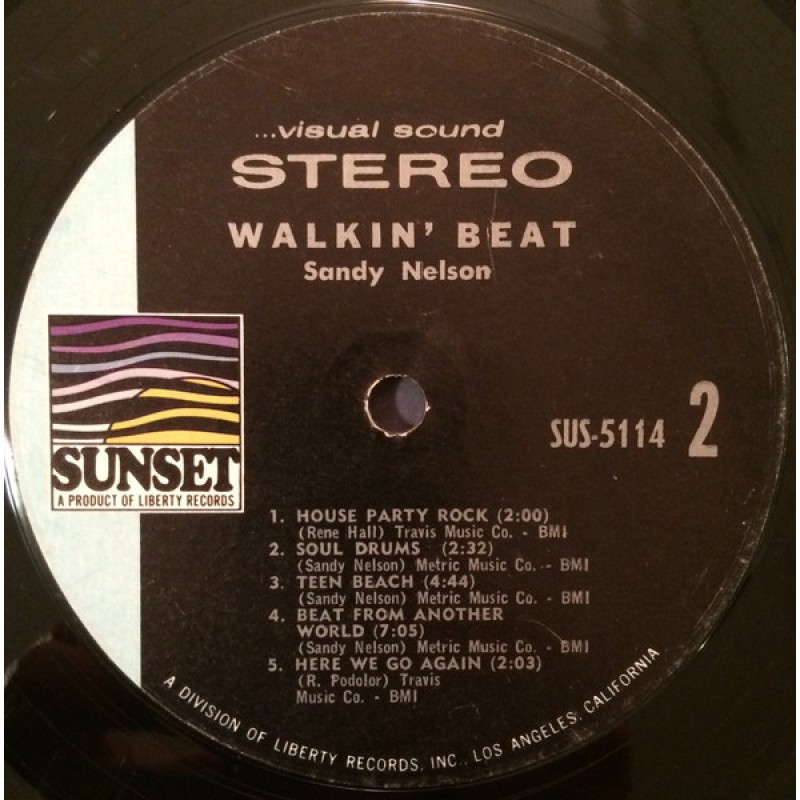 ...visual sound
STEREO
WALKIN' BEAT
Sandy Nelson
SUNSET
A PRODUCT OF LIBERTY RECORDS
SUS-5114 2
1. HOUSE PARTY ROCK (2:00)
(Rene Hall) Travis Music Co. - BMI
2. SOUL DRUMS (2:32)
(Sandy Nelson) Metric Music Co. - BMI
3. TEEN BEACH (4:44)
(Sandy Nelson) Metric Music Co. - BMI
4. BEAT FROM ANOTHER
WORLD (7:05)
(Sandy Nelson) Metric Music Co. - BMI
5. HERE WE GO AGAIN (2:03)
(R. Podolor) Travis
Music Co. - BMI
A DIVISION OF LIBERTY RECORDS, INC., LOS ANGELES, CALIFORNIA